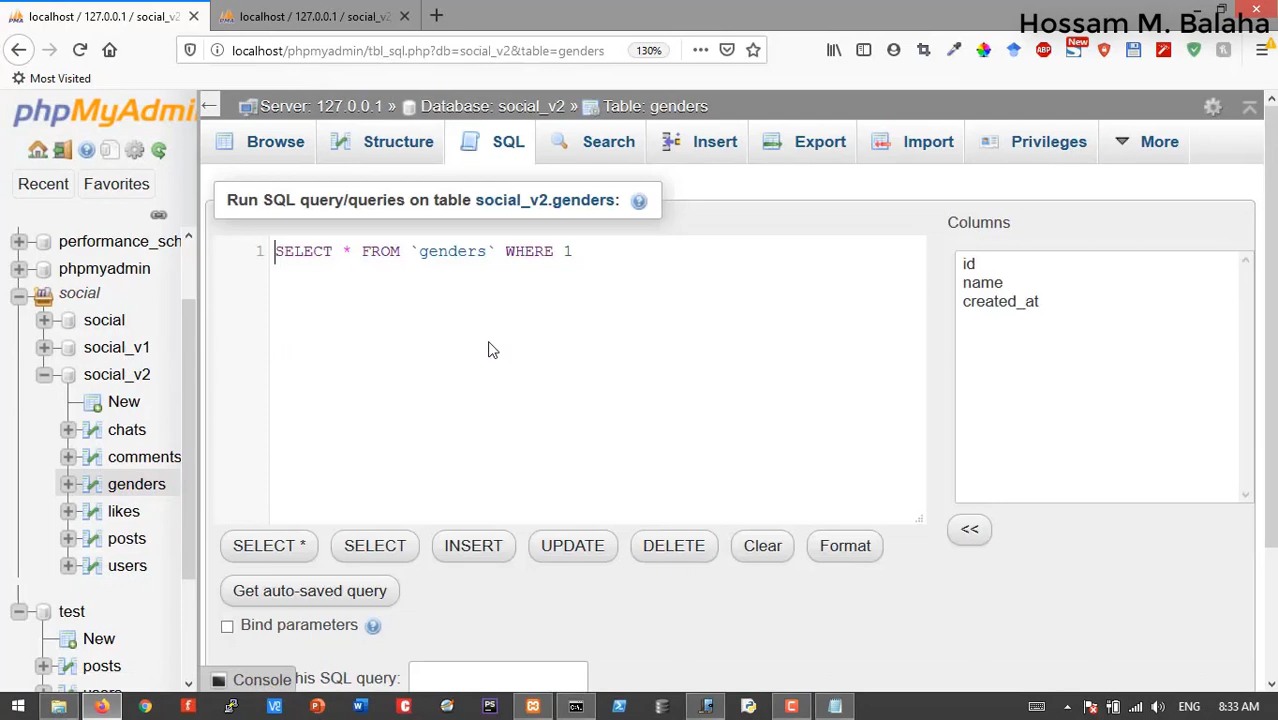 localhost / 127.0.0.1 / social_v2
localhost / 127.0.0.1 / social_v2
Hossam M. Balaha
localhost/phpmyadmin/tbl_sql.php?db=social_v2&table=genders
130%
ABP
New
Most Visited
phpMyAdmin
Server: 127.0.0.1 » Database: social_v2 » Table: genders
Browse
Structure
SQL
Search
Insert
Export
Import
Privileges
More
Recent
Favorites
Run SQL query/queries on table social_v2.genders:
Columns
performance_sch
phpmyadmin
social
social
social_v1
social_v2
New
chats
comments
genders
likes
posts
users
test
New
posts
1
SELECT * FROM `genders` WHERE 1
id
name
created_at
<<
SELECT *
SELECT
INSERT
UPDATE
DELETE
Clear
Format
Get auto-saved query
Bind parameters
Console
his SQL query:
ENG
8:33 AM